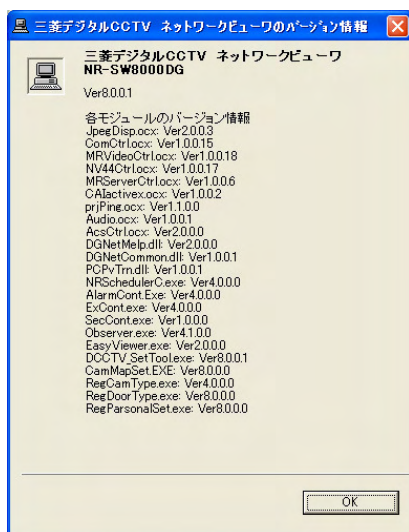 三菱デジタルCCTV ネットワークビューワのバージョン情報
三菱デジタルCCTV ネットワークビューワ
NR-SW8000DG
Ver8.0.0.1
各モジュールのバージョン情報
JpegDisp.ocx: Ver2.0.0.3
ComCtrl.ocx: Ver1.0.0.15
MRVideoCtrl.ocx: Ver1.0.0.18
NV44Ctrl.ocx: Ver1.0.0.17
MRServerCtrl.ocx: Ver1.0.0.6
CAIactivex.ocx: Ver1.0.0.2
prjPing.ocx: Ver1.1.0.0
Audio.ocx: Ver1.0.0.1
AcsCtrl.ocx: Ver2.0.0.0
DGNetMelp.dll: Ver2.0.0.0
DGNetCommon.dll: Ver1.0.0.1
PCPvTrn.dll: Ver1.0.0.1
NRSchedulerC.exe: Ver4.0.0.0
AlarmCont.Exe: Ver4.0.0.0
ExCont.exe: Ver4.0.0.0
SecCont.exe: Ver1.0.0.0
Observer.exe: Ver4.1.0.0
EasyViewer.exe: Ver2.0.0.0
DCCTV_SetTool.exe: Ver8.0.0.1
CamMapSet.EXE: Ver8.0.0.0
RegCamType.exe: Ver4.0.0.0
RegDoorType.exe: Ver8.0.0.0
RegParsonalSet.exe: Ver8.0.0.0
OK